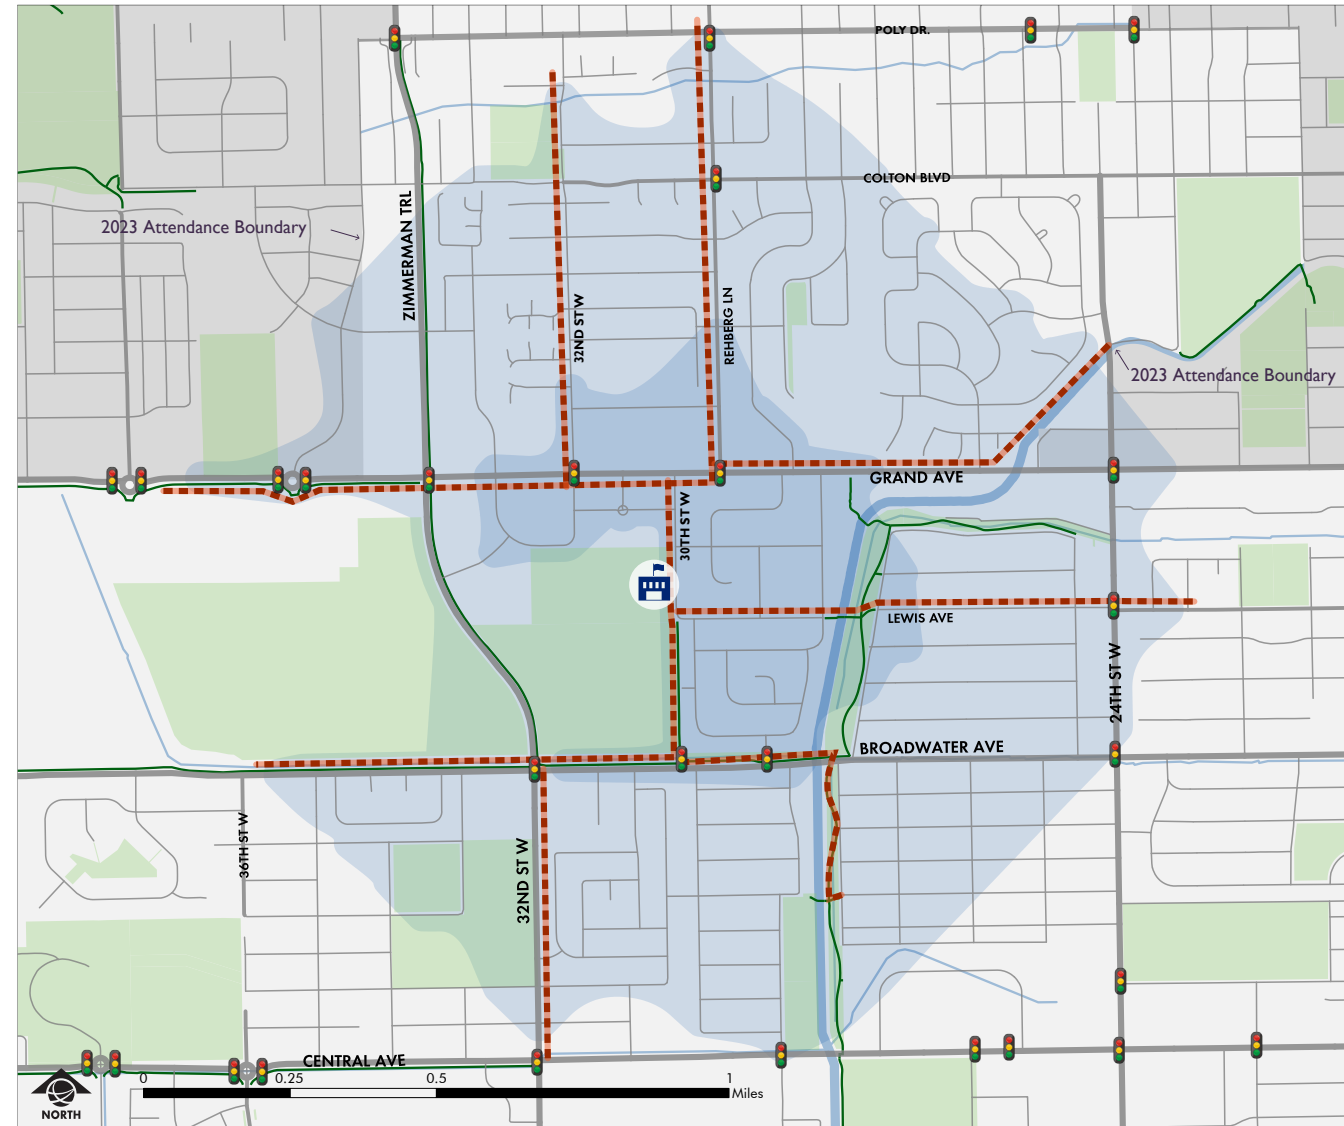 POLY DR.
COLTON BLVD
2023 Attendance Boundary
ZIMMERMAN TRL
32ND ST W
REHBERG LN
2023 Attendance Boundary
GRAND AVE
30TH ST W
LEWIS AVE
24TH ST W
BROADWATER AVE
36TH ST W
32ND ST W
CENTRAL AVE
0 0.25 0.5 1
Miles
NORTH